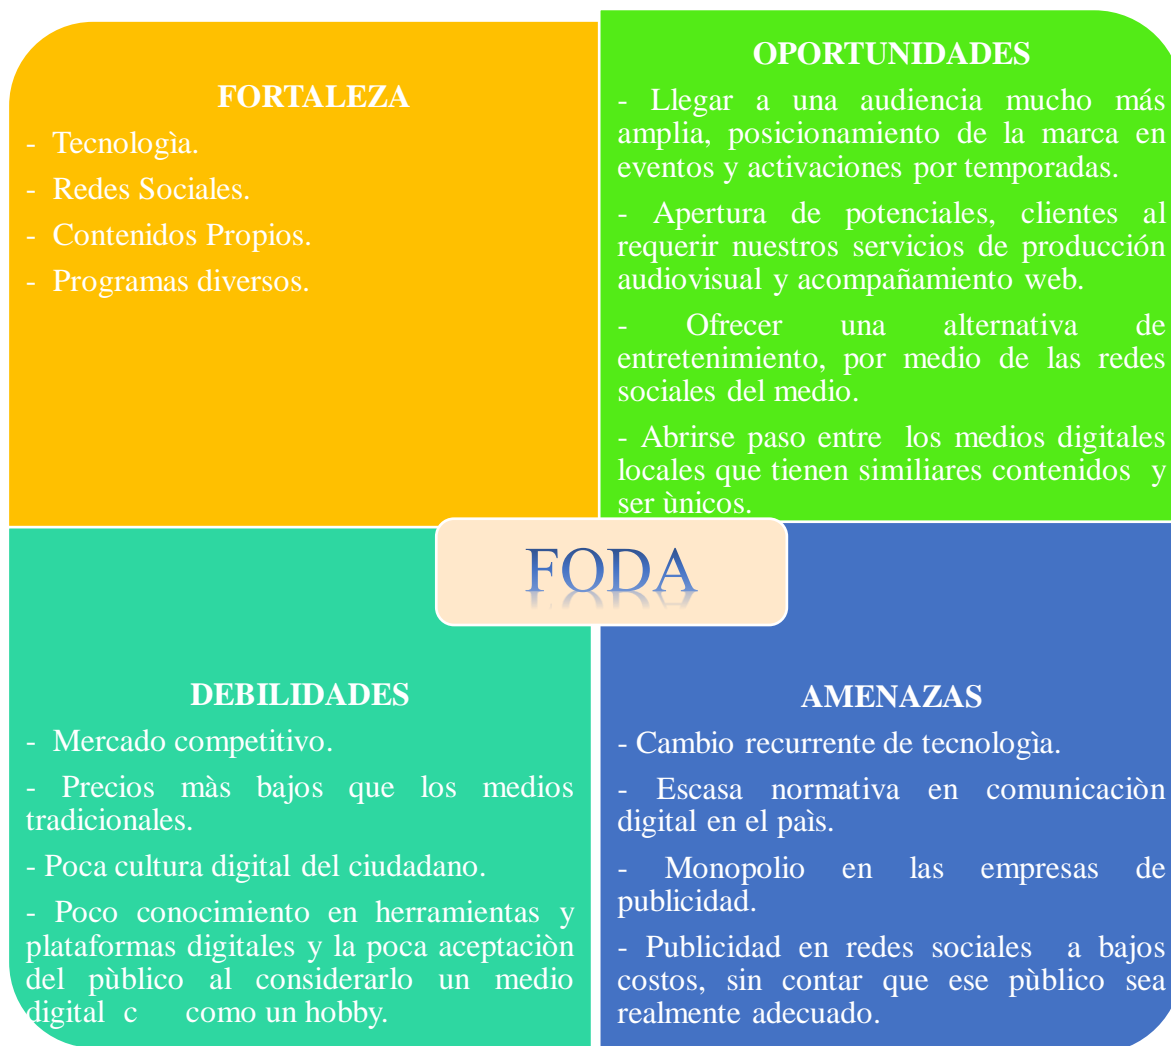 FORTALEZA
- Tecnologìa.
- Redes Sociales.
- Contenidos Propios.
- Programas diversos.
OPORTUNIDADES
- Llegar a una audiencia mucho más
amplia, posicionamiento de la marca en
eventos y activaciones por temporadas.
- Apertura de potenciales, clientes al
requerir nuestros servicios de producción
audiovisual y acompañamiento web.
- Ofrecer una alternativa de
entretenimiento, por medio de las redes
sociales del medio.
- Abrirse paso entre los medios digitales
locales que tienen similiares contenidos y
ser ùnicos.
FODA
DEBILIDADES
- Mercado competitivo.
- Precios màs bajos que los medios
tradicionales.
- Poca cultura digital del ciudadano.
- Poco conocimiento en herramientas y
plataformas digitales y la poca aceptaciòn
del pùblico al considerarlo un medio
digital c como un hobby.
AMENAZAS
- Cambio recurrente de tecnologìa.
- Escasa normativa en comunicaciòn
digital en el paìs.
- Monopolio en las empresas de
publicidad.
- Publicidad en redes sociales a bajos
costos, sin contar que ese pùblico sea
realmente adecuado.